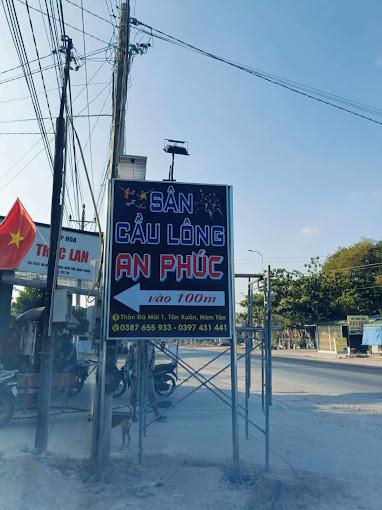 SÂN
CẦU LÔNG
AN PHÚC
vào 100m
Thôn Đá Mài 1, Tân Xuân, Hàm Tân
0387 655 933 - 0397 431 441
P HÓA
LAN